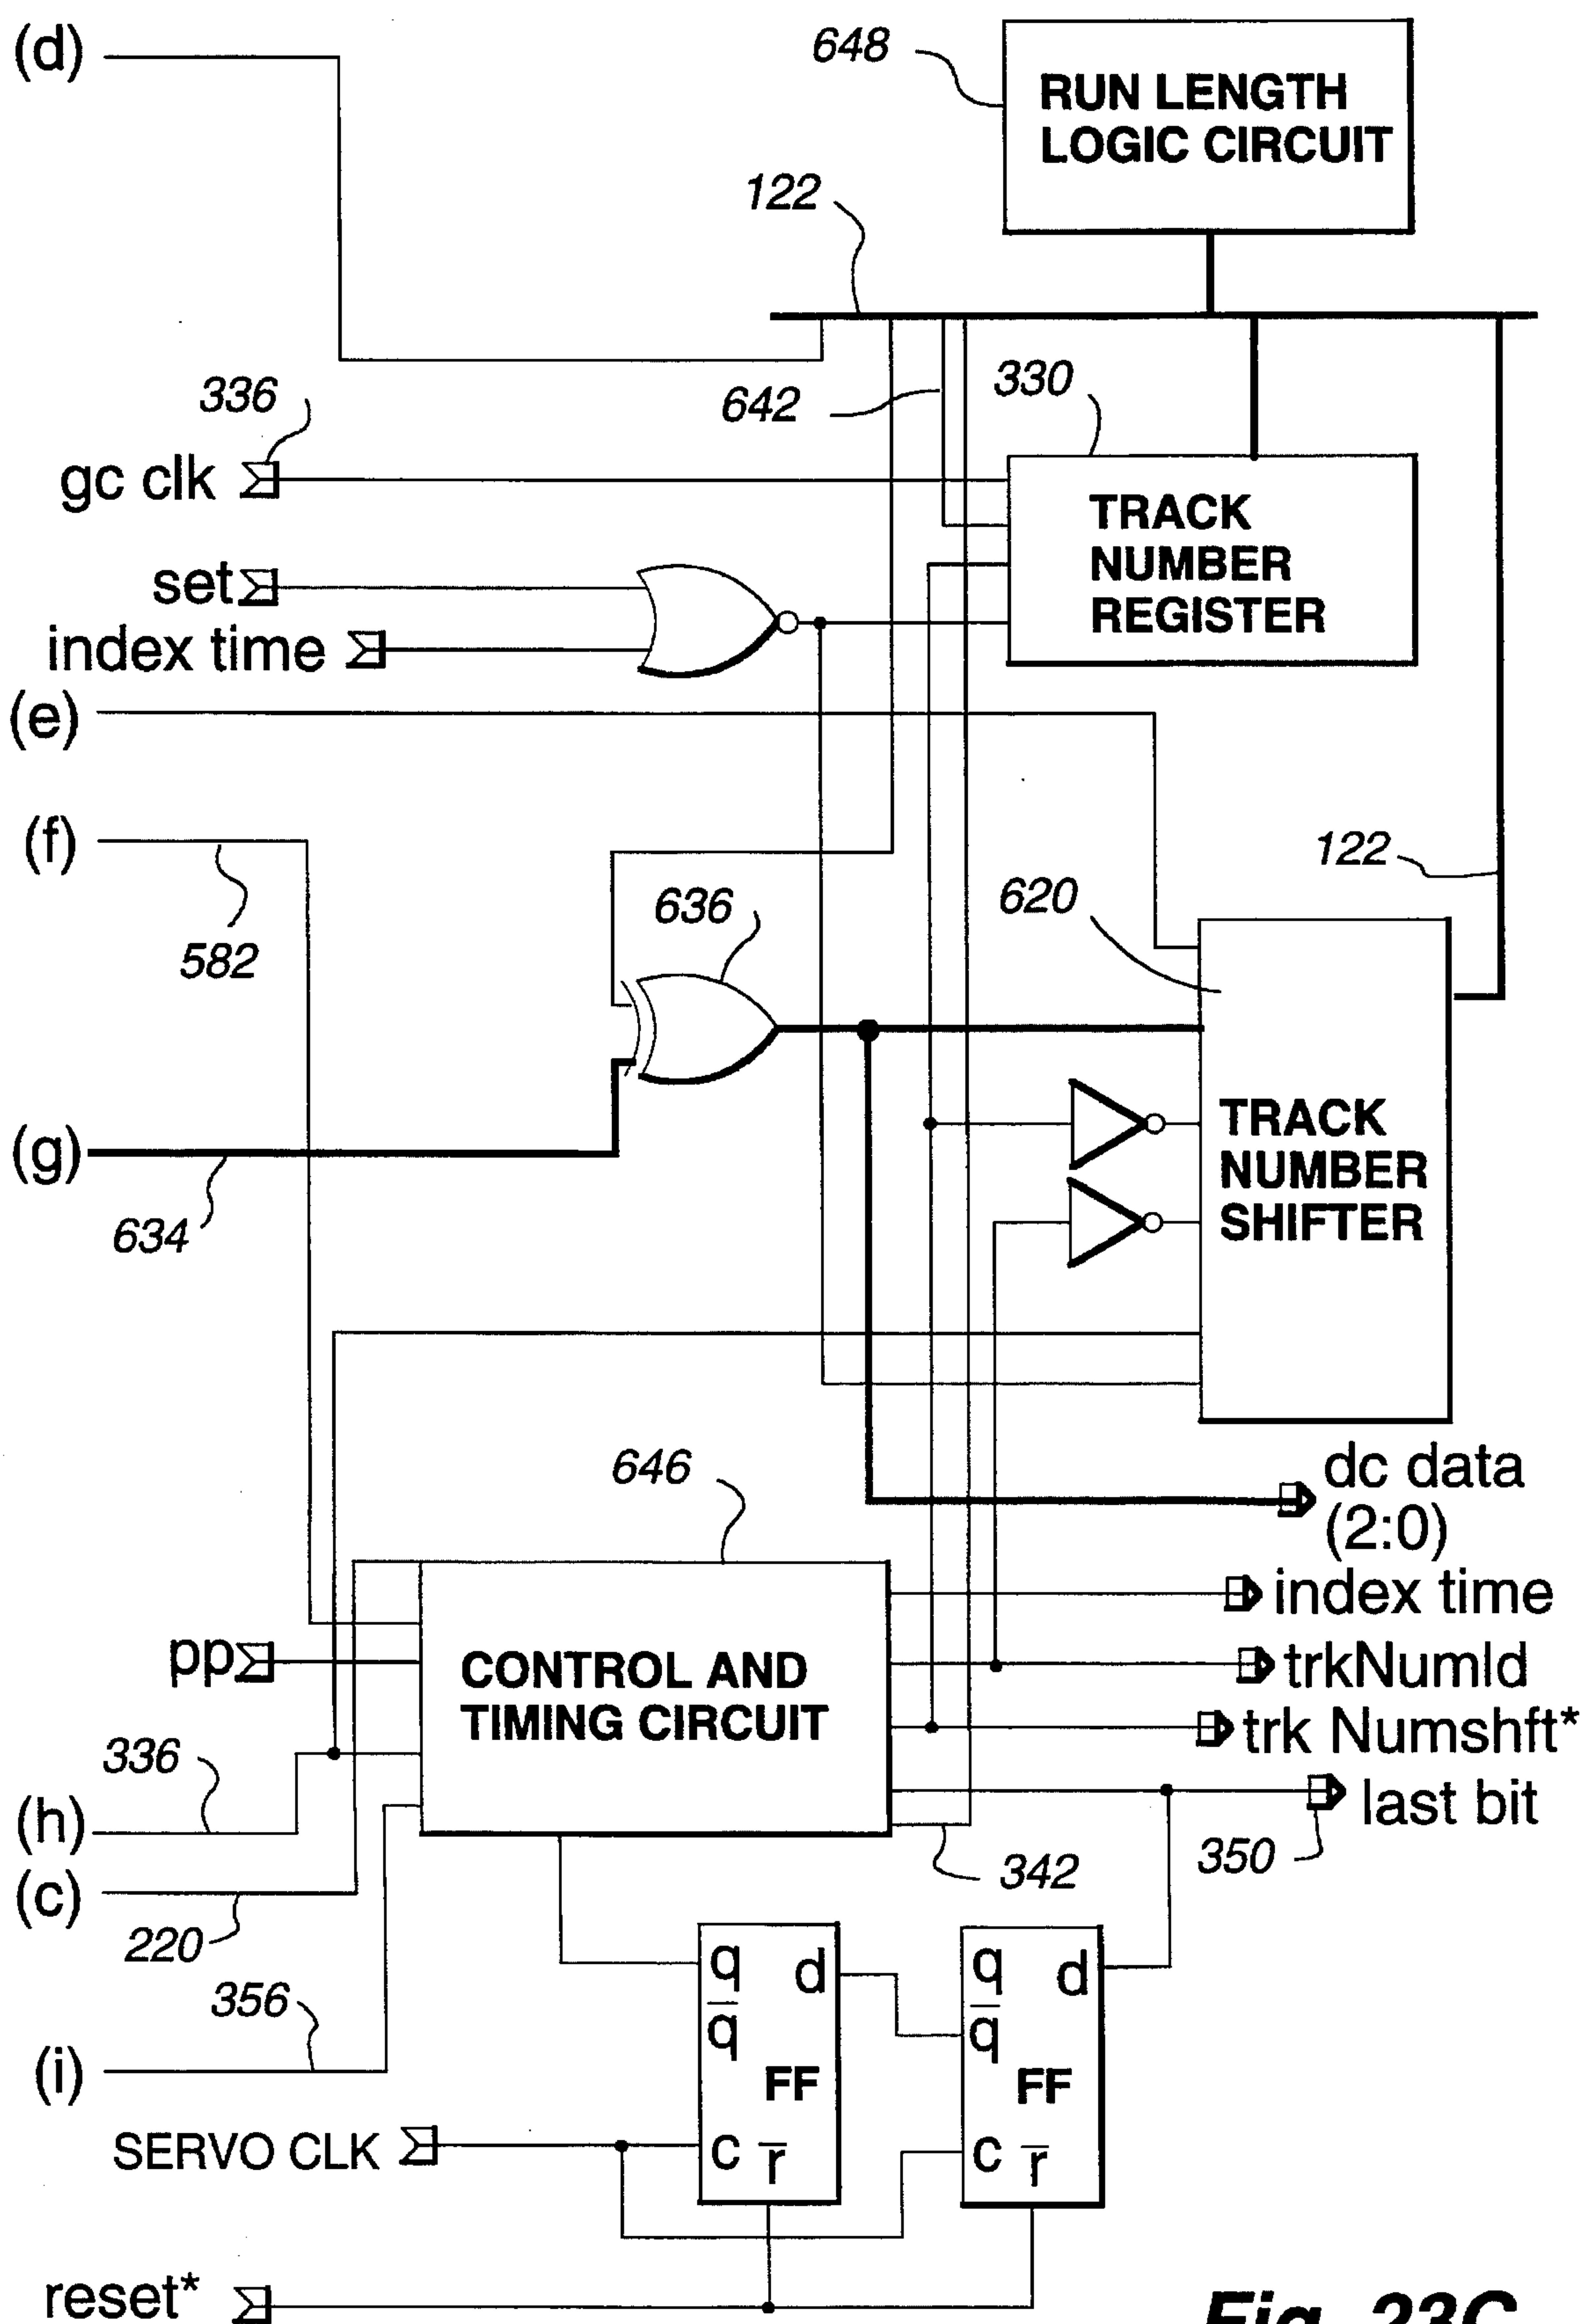 (d)
648
RUN LENGTH
LOGIC CIRCUIT
122
336
642
330
gc clk
TRACK
NUMBER
REGISTER
set
index time
(e)
(f)
582
636
620
122
(g)
634
TRACK
NUMBER
SHIFTER
646
dc data
(2:0)
index time
pp
CONTROL AND
TIMING CIRCUIT
trkNumld
trk Numshft*
336
(h)
last bit
350
342
(c)
220
q d
q
FF
c r
q d
q
FF
c r
356
(i)
SERVO CLK
reset*
Fig. 23C